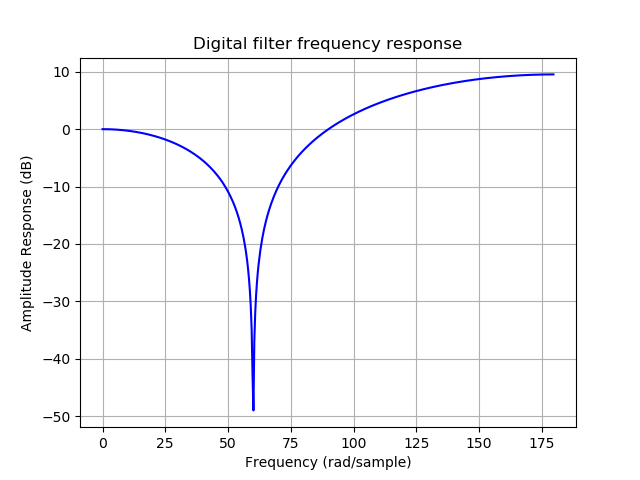 Digital filter frequency response
Amplitude Response (dB)
10
0
−10
−20
−30
−40
−50
0 25 50 75 100 125 150 175
Frequency (rad/sample)